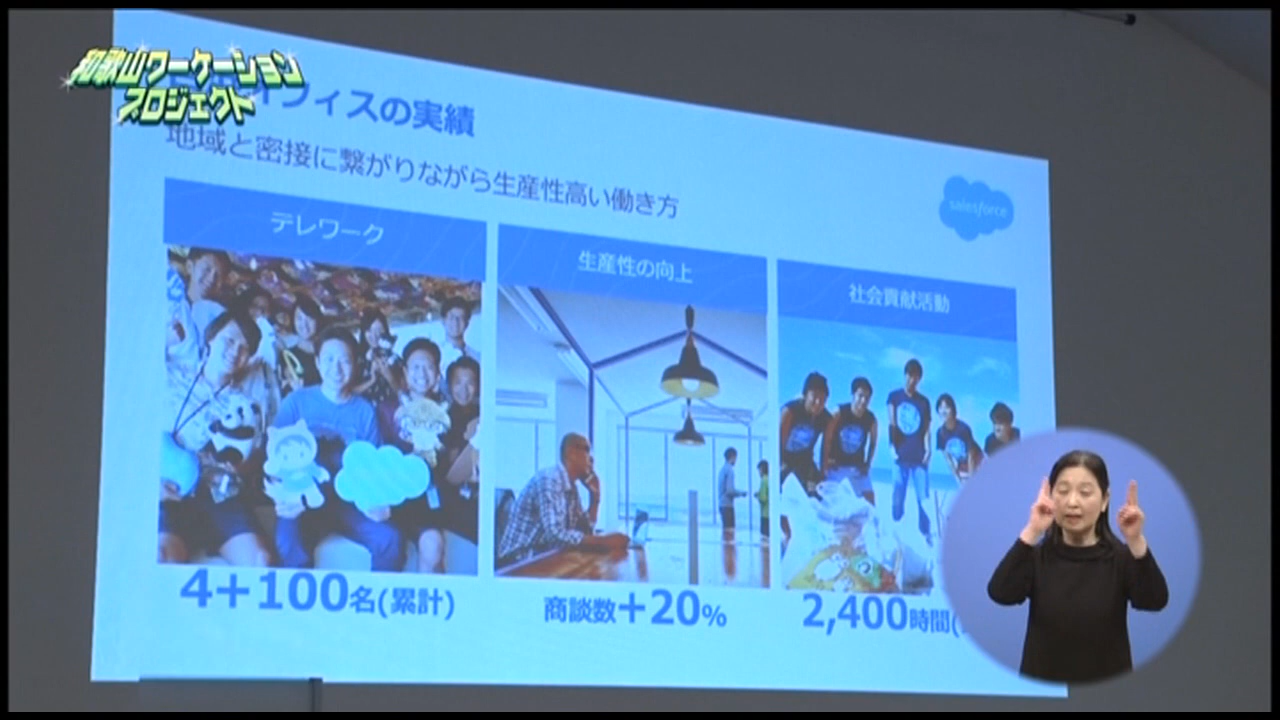 和歌山ワーケーション
プロジェクト
オフィスの実績
地域と密接に繋がりながら生産性高い働き方
salesforce
テレワーク
生産性の向上
社会貢献活動
4+100名(累計)
商談数+20%
2,400時間(